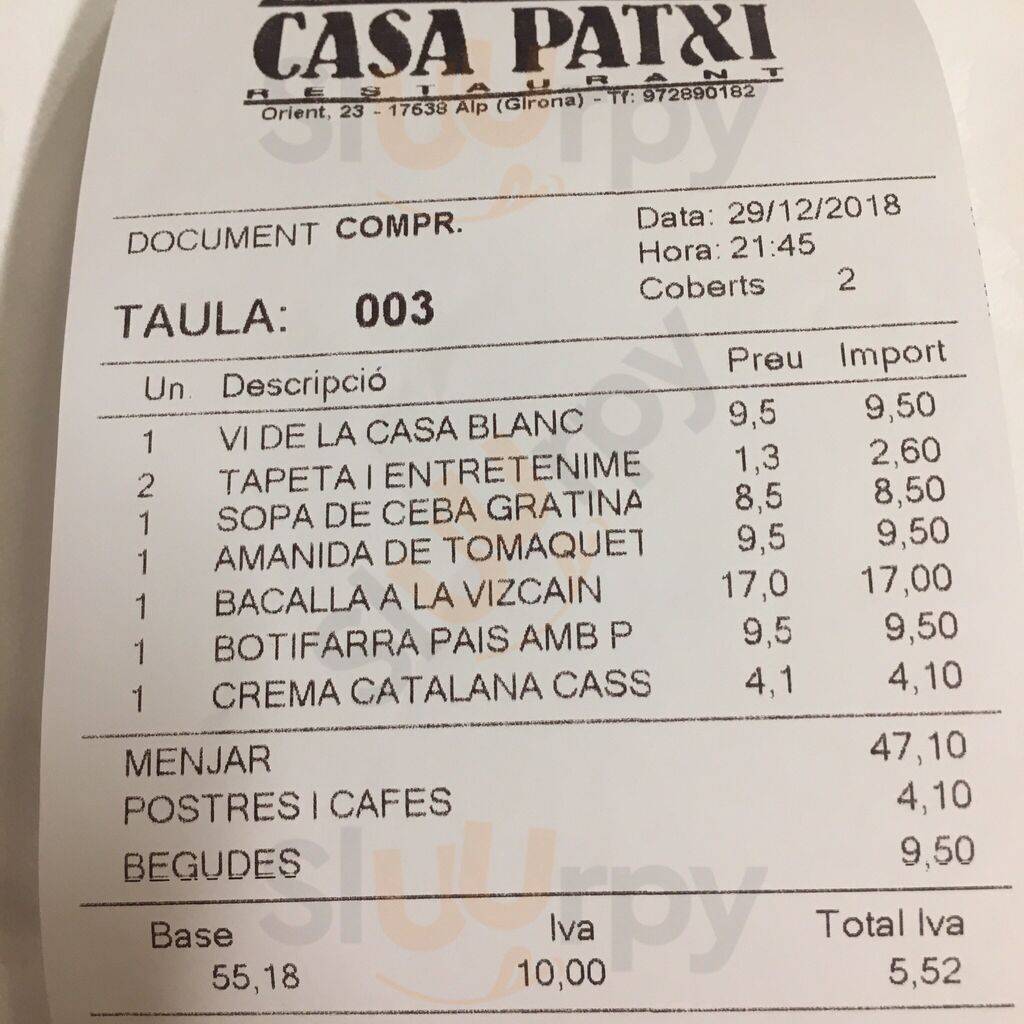 CASA PATXI
RESTAURANT
Orient, 23 - 17538 Alp (Girona) - Tf: 972890182
DOCUMENT COMPR.
Data: 29/12/2018
Hora: 21:45
Coberts 2
TAULA: 003
Un. Descripció Preu Import
1 VI DE LA CASA BLANC 9,5 9,50
2 TAPETA I ENTRETENIME 1,3 2,60
1 SOPA DE CEBA GRATINA 8,5 8,50
1 AMANIDA DE TOMAQUET 9,5 9,50
1 BACALLA A LA VIZCAIN 17,0 17,00
1 BOTIFARRA PAIS AMB P 9,5 9,50
1 CREMA CATALANA CASS 4,1 4,10
MENJAR 47,10
POSTRES I CAFES 4,10
BEGUDES 9,50
Base Iva Total Iva
55,18 10,00 5,52
sluurpy
sluurpy
sluurpy